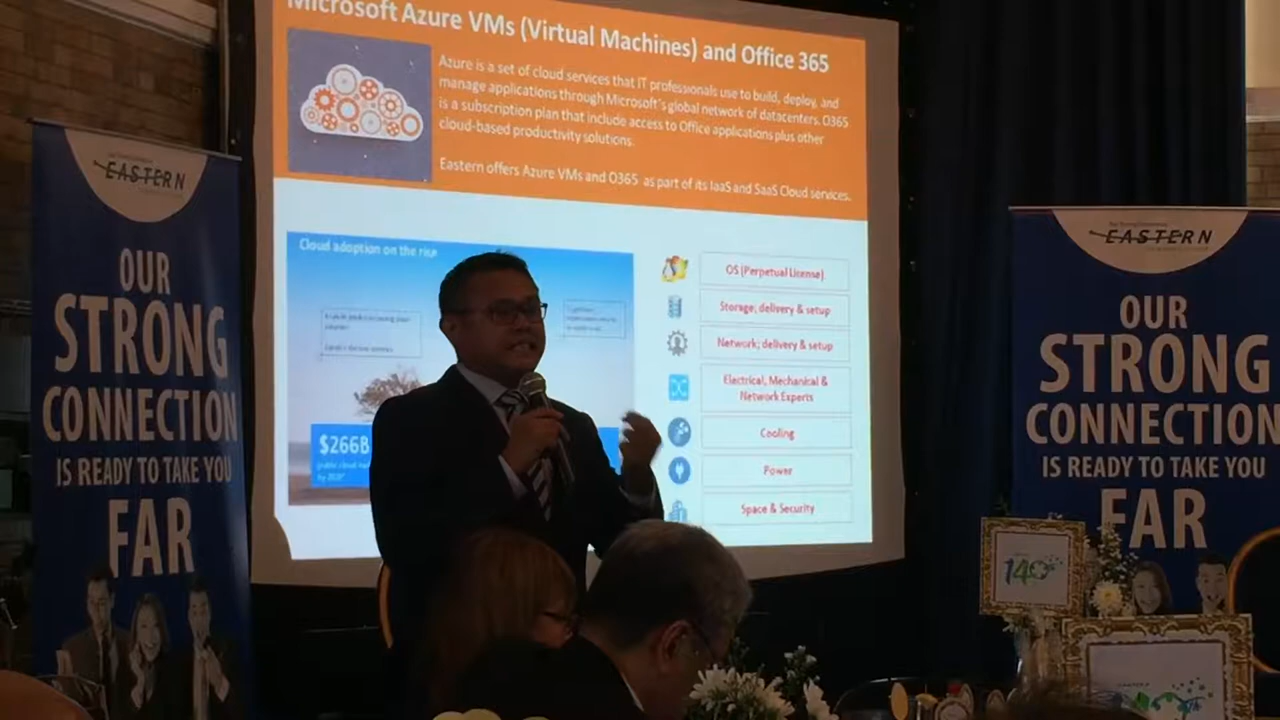 Microsoft Azure VMs (Virtual Machines) and Office 365
Azure is a set of cloud services that IT professionals use to build, deploy, and
manage applications through Microsoft's global network of datacenters. O365
is a subscription plan that include access to Office applications plus other
cloud-based productivity solutions.
Eastern offers Azure VMs and O365 as part of its IaaS and SaaS Cloud services.
Cloud adoption on the rise
$266B
public cloud
OS (Perpetual License)
Storage; delivery & setup
Network; delivery & setup
Electrical, Mechanical &
Network Experts
Cooling
Power
Space & Security
EASTERN
OUR
STRONG
CONNECTION
IS READY TO TAKE YOU
FAR
EASTERN
OUR
STRONG
CONNECTION
IS READY TO TAKE YOU
FAR
140